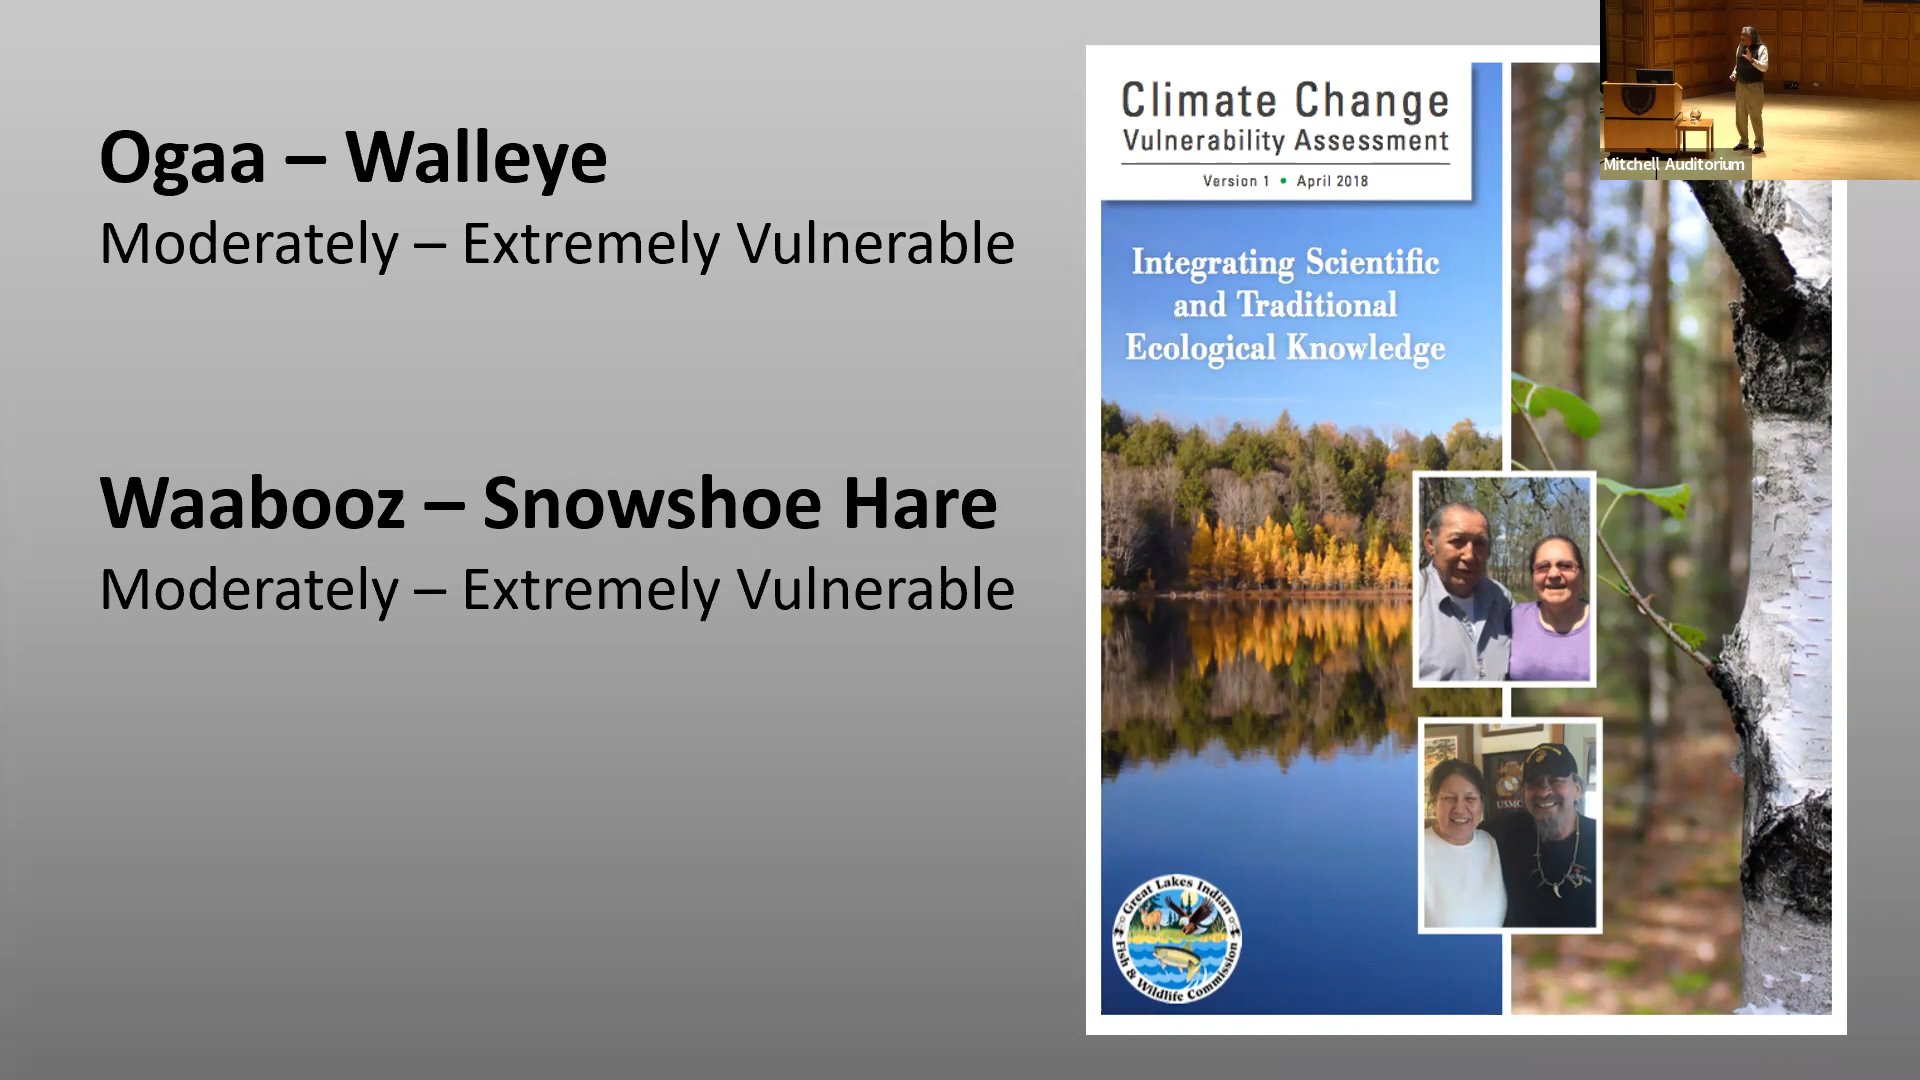 Ogaa – Walleye
Moderately – Extremely Vulnerable
Waabooz – Snowshoe Hare
Moderately – Extremely Vulnerable
Climate Change
Vulnerability Assessment
Version 1 • April 2018
Integrating Scientific
and Traditional
Ecological Knowledge
USMC
Great Lakes Indian
Fish & Wildlife Commission
Mitchell Auditorium